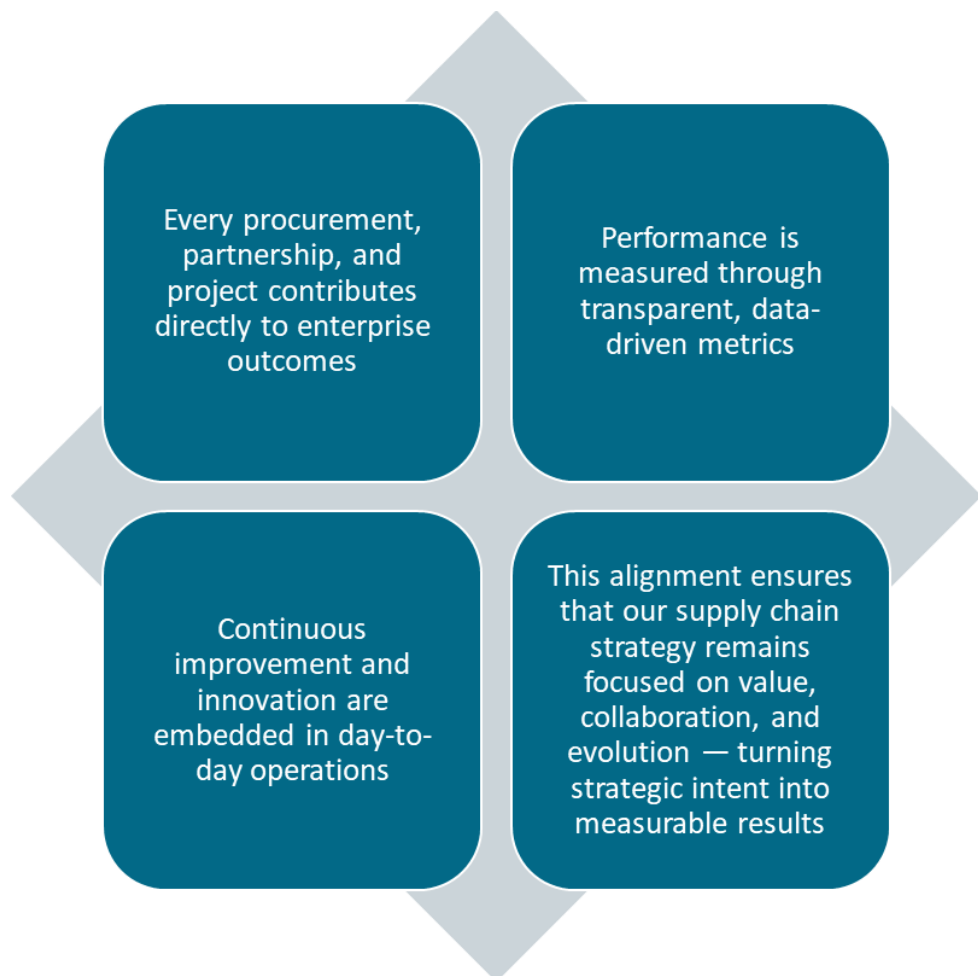 Every procurement,
partnership, and
project contributes
directly to enterprise
outcomes
Performance is
measured through
transparent, data-
driven metrics
Continuous
improvement and
innovation are
embedded in day-to-
day operations
This alignment ensures
that our supply chain
strategy remains
focused on value,
collaboration, and
evolution — turning
strategic intent into
measurable results